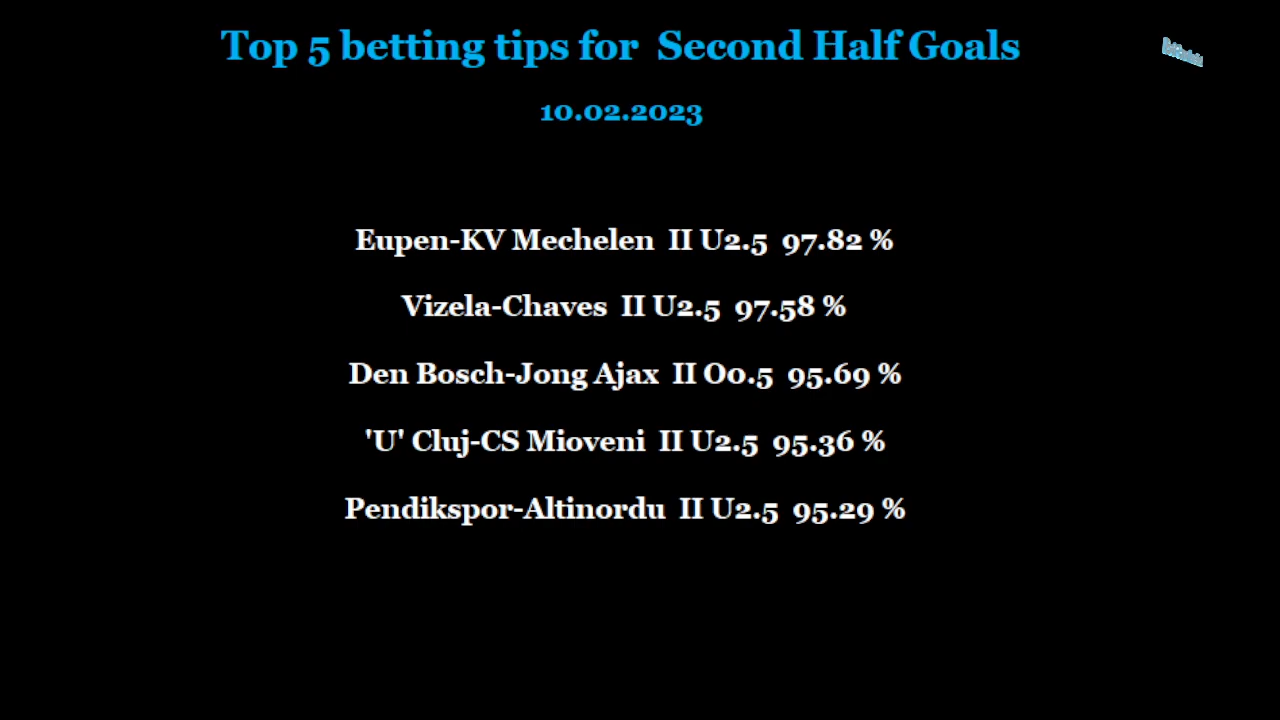 Top 5 betting tips for Second Half Goals
10.02.2023
Eupen-KV Mechelen II U2.5 97.82 %
Vizela-Chaves II U2.5 97.58 %
Den Bosch-Jong Ajax II O0.5 95.69 %
'U' Cluj-CS Mioveni II U2.5 95.36 %
Pendikspor-Altinordu II U2.5 95.29 %